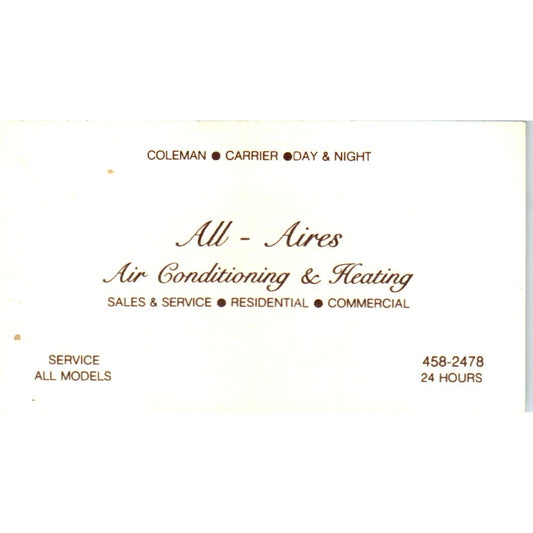 COLEMAN ● CARRIER ●DAY & NIGHT
All - Aires
Air Conditioning & Heating
SALES & SERVICE ● RESIDENTIAL ● COMMERCIAL
SERVICE
ALL MODELS
458-2478
24 HOURS